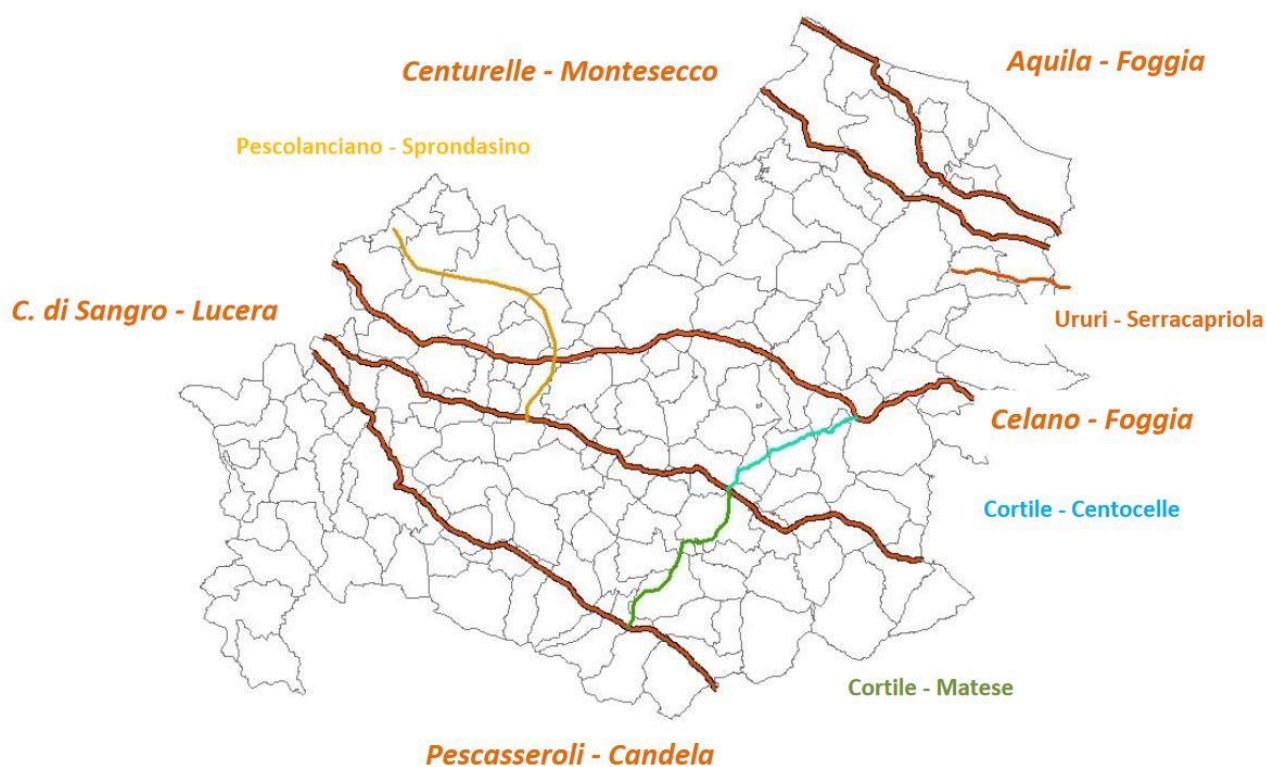 Aquila - Foggia
Centurelle - Montesecco
Pescolanciano - Sprondasino
C. di Sangro - Lucera
Ururi - Serracapriola
Celano - Foggia
Cortile - Centocelle
Cortile - Matese
Pescasseroli - Candela